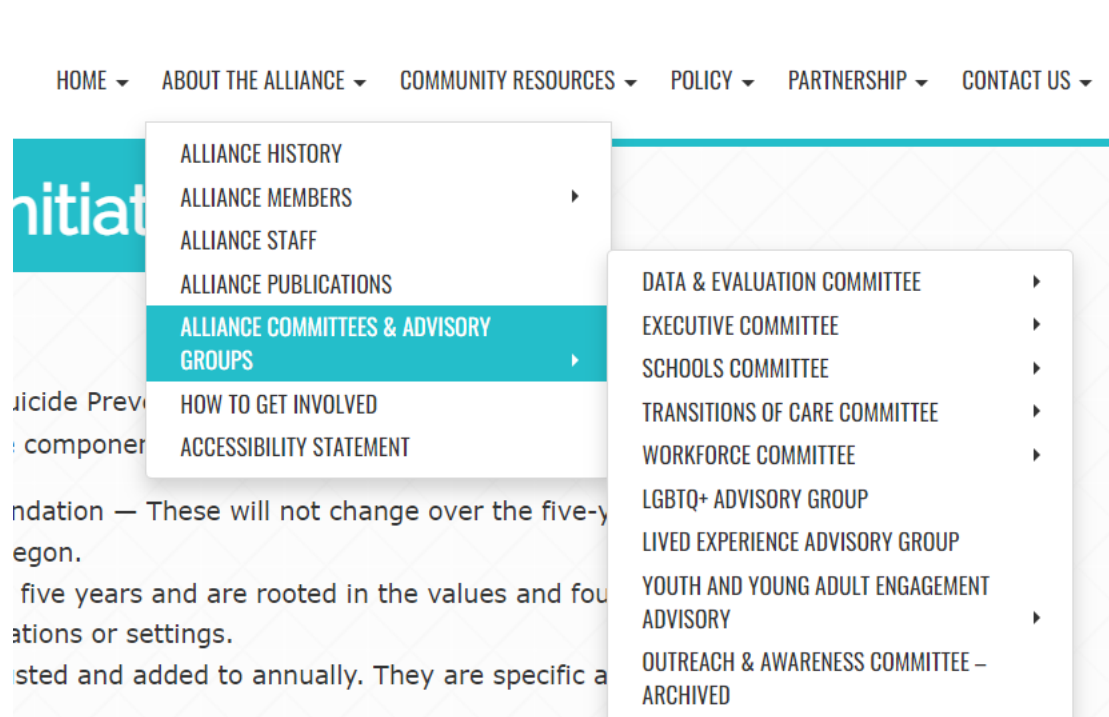 HOME ABOUT THE ALLIANCE COMMUNITY RESOURCES POLICY PARTNERSHIP CONTACT US
ALLIANCE HISTORY
ALLIANCE MEMBERS
ALLIANCE STAFF
ALLIANCE PUBLICATIONS
ALLIANCE COMMITTEES & ADVISORY
GROUPS
HOW TO GET INVOLVED
ACCESSIBILITY STATEMENT
DATA & EVALUATION COMMITTEE
EXECUTIVE COMMITTEE
SCHOOLS COMMITTEE
TRANSITIONS OF CARE COMMITTEE
WORKFORCE COMMITTEE
LGBTQ+ ADVISORY GROUP
LIVED EXPERIENCE ADVISORY GROUP
YOUTH AND YOUNG ADULT ENGAGEMENT
ADVISORY
OUTREACH & AWARENESS COMMITTEE –
ARCHIVED
nitiat
uicide Preve
componen
ndation — These will not change over the five-y
egon.
five years and are rooted in the values and fou
ations or settings.
sted and added to annually. They are specific a